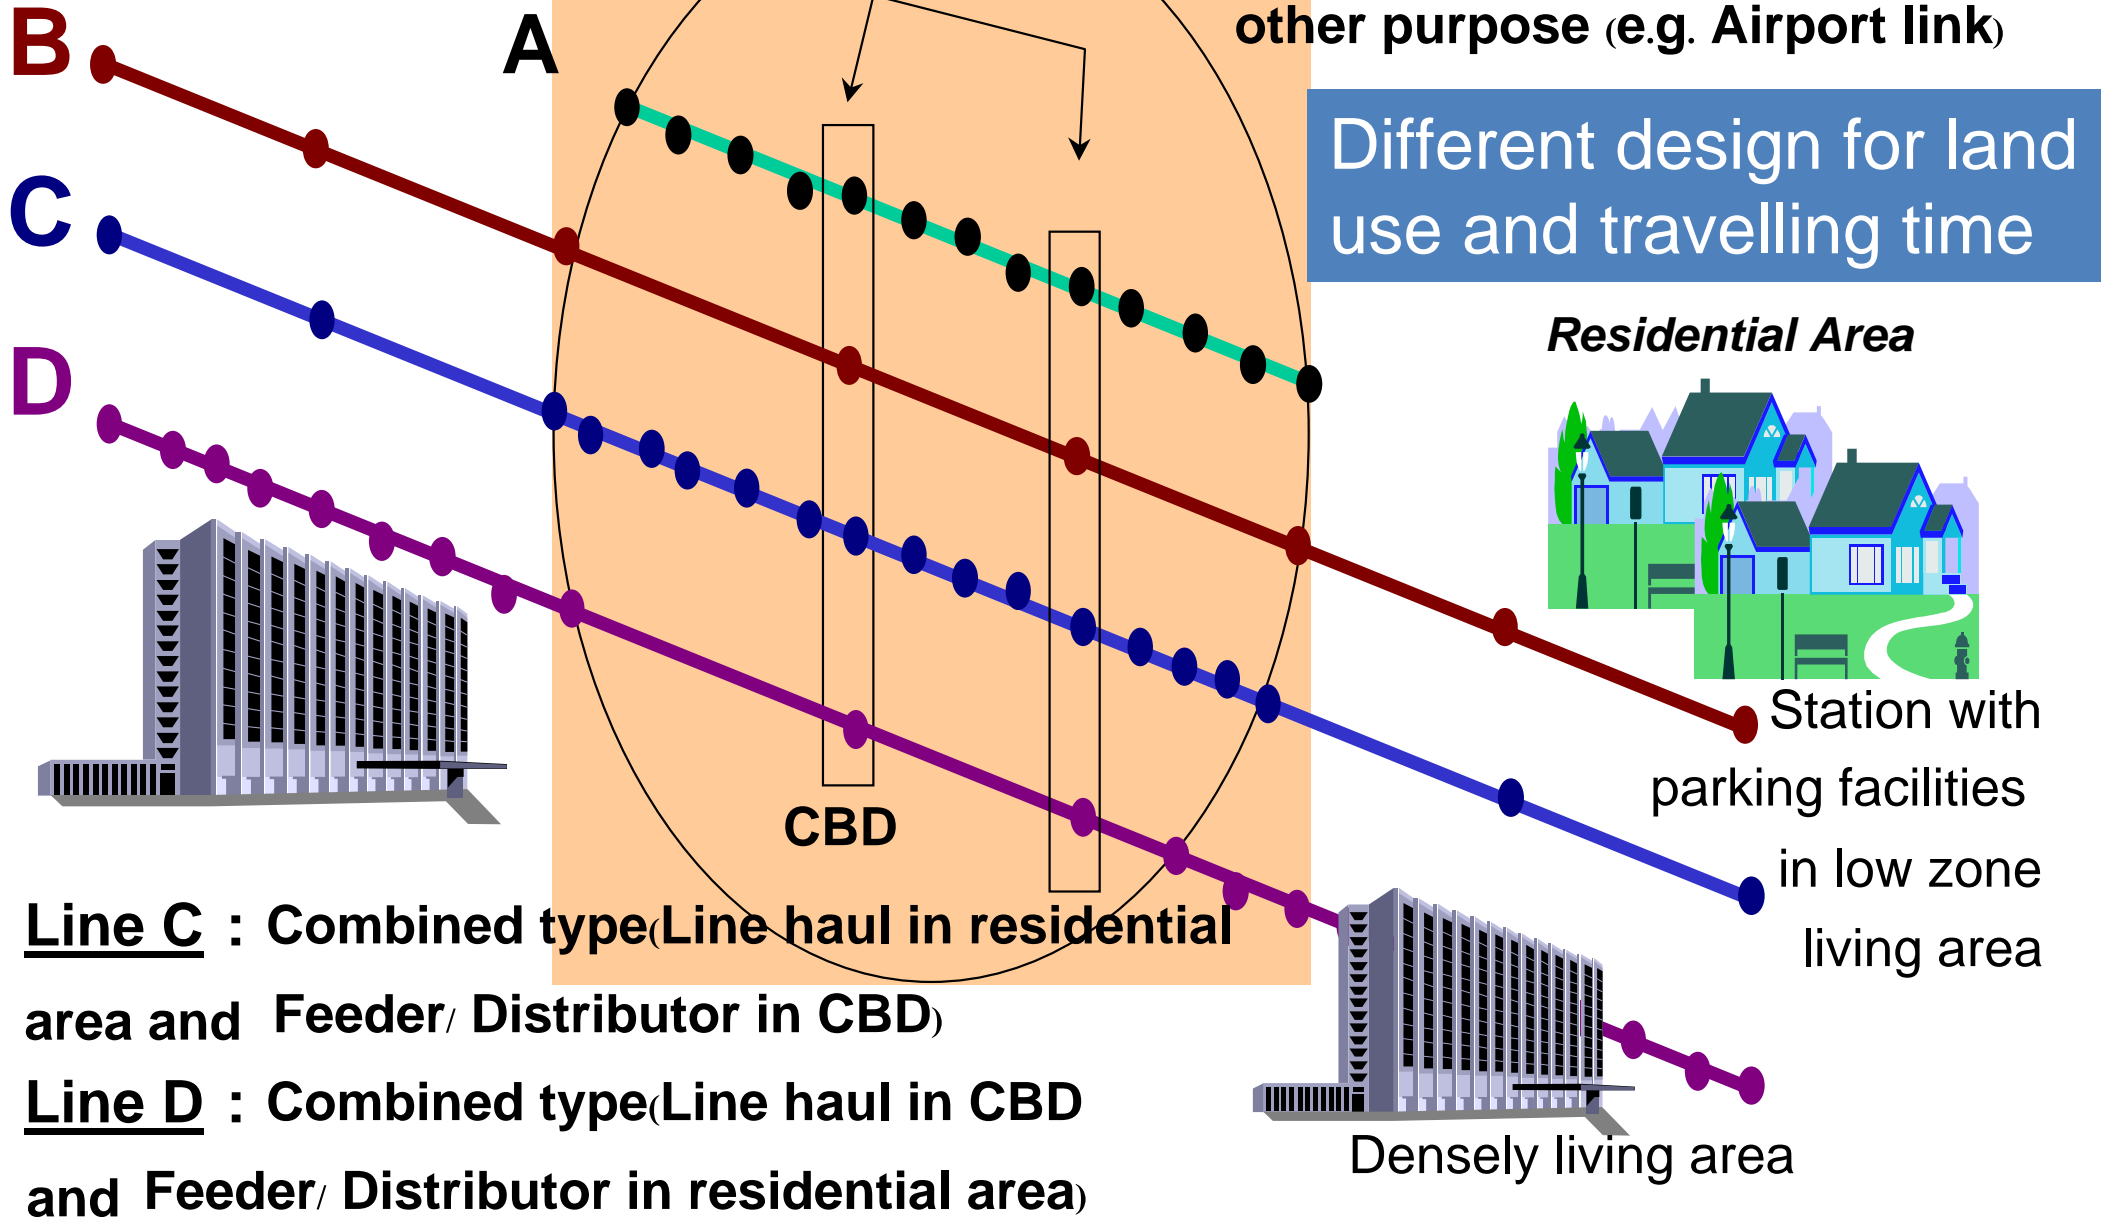 B
A
other purpose (e.g. Airport link)
C
Different design for land
use and travelling time
D
Residential Area
Station with
parking facilities
in low zone
living area
CBD
Line C : Combined type(Line haul in residential
area and Feeder/ Distributor in CBD)
Line D : Combined type(Line haul in CBD
and Feeder/ Distributor in residential area)
Densely living area